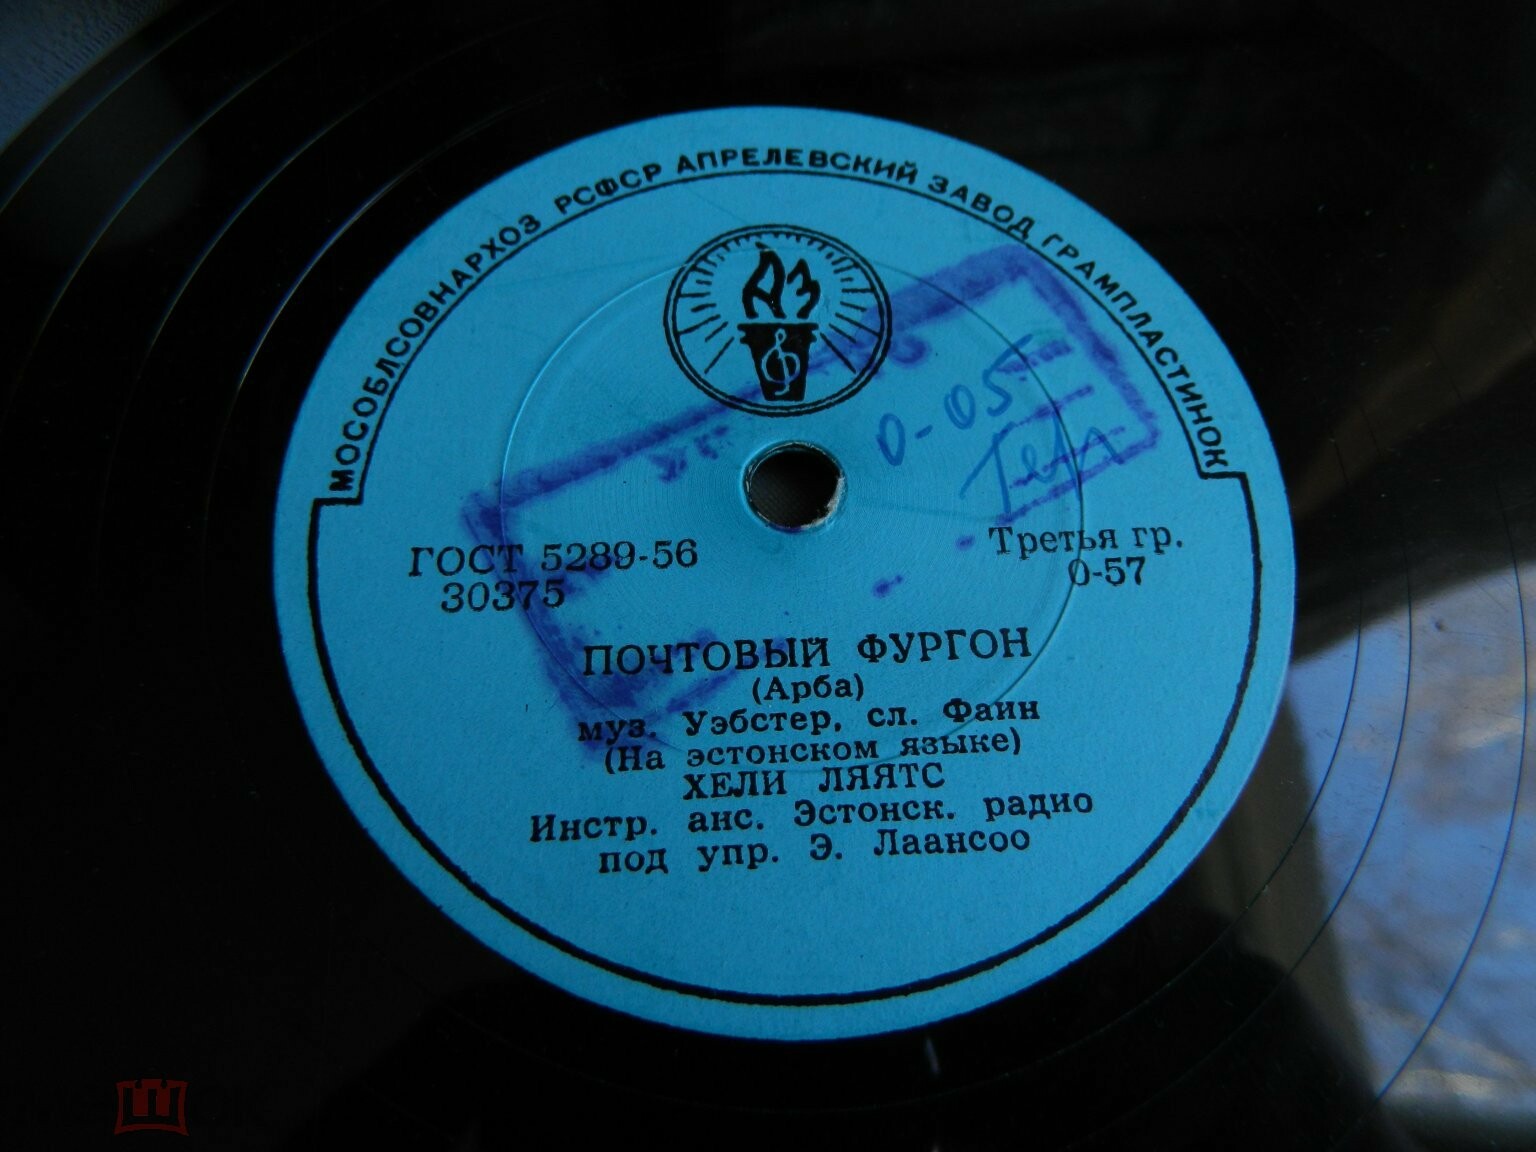 МОСОБЛСОВНАРХОЗ РСФСР АПРЕЛЕВСКИЙ ЗАВОД ГРАМПЛАСТИНОК
АЗ
0-05
ГОСТ 5289-56
30375
Третья гр.
0-57
ПОЧТОВЫЙ ФУРГОН
(Арба)
муз. Уэбстер, сл. Фаин
(На эстонском языке)
ХЕЛИ ЛЯЯТС
Инстр. анс. Эстонск. радио
под упр. Э. Лаансоо